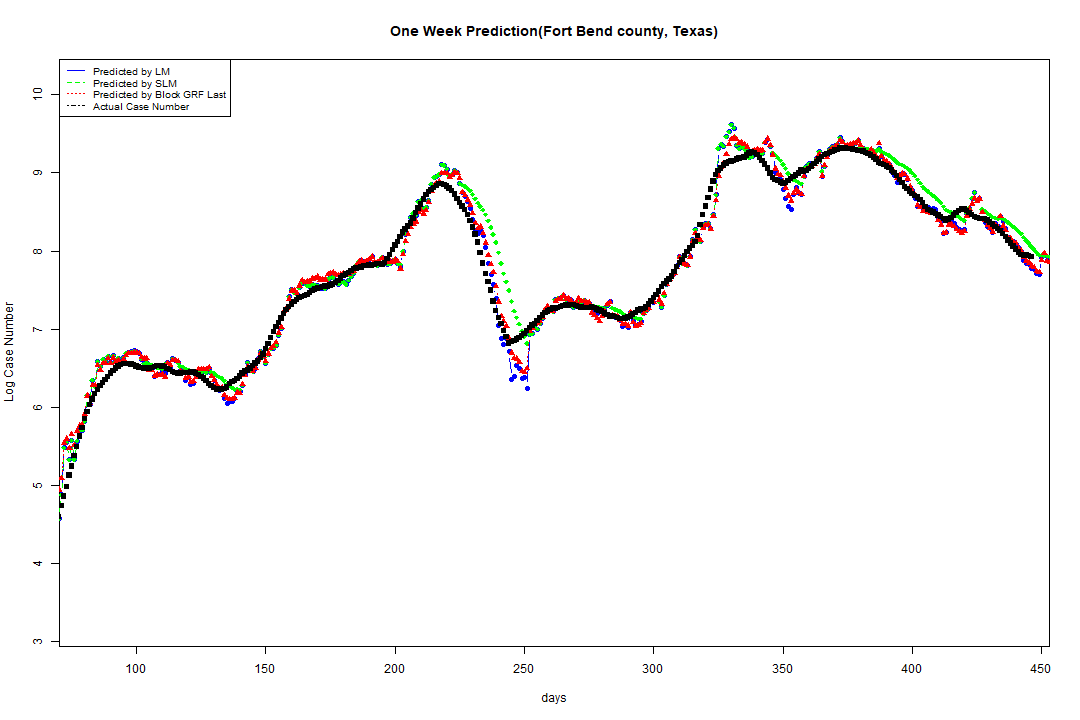 One Week Prediction(Fort Bend county, Texas)
Predicted by LM
Predicted by SLM
Predicted by Block GRF Last
Actual Case Number
Log Case Number
10
9
8
7
6
5
4
3
100 150 200 250 300 350 400 450
days